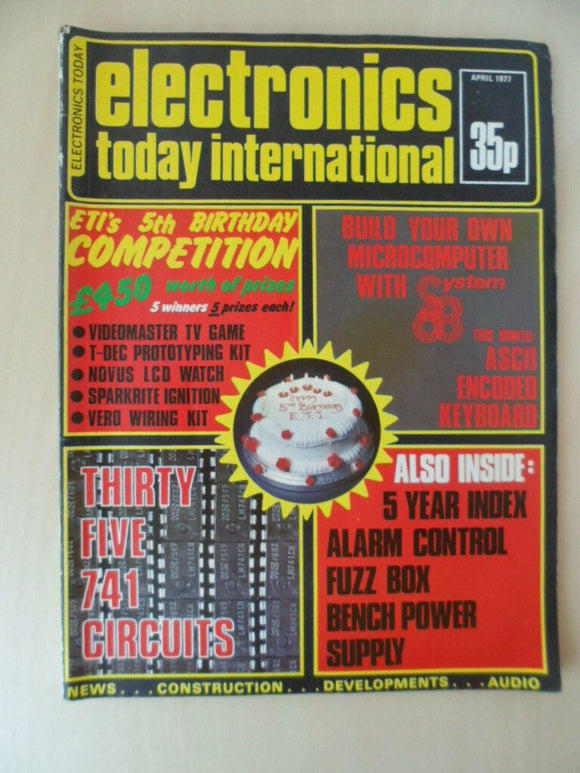 ELECTRONICS TODAY
electronics
today international
APRIL 1977
35p
ETI's 5th BIRTHDAY
COMPETITION
£450 worth of prizes
5 winners 5 prizes each!
• VIDEOMASTER TV GAME
• T-DEC PROTOTYPING KIT
• NOVUS LCD WATCH
• SPARKRITE IGNITION
• VERO WIRING KIT
BUILD YOUR OWN
MICROCOMPUTER
WITH System
68
THIS MONTH:
ASCII
ENCODED
KEYBOARD
HAPPY
5TH BIRTHDAY
E.T.I.
THIRTY
FIVE
741
CIRCUITS
LM741CN
ALSO INSIDE:
5 YEAR INDEX
ALARM CONTROL
FUZZ BOX
BENCH POWER
SUPPLY
NEWS . . . CONSTRUCTION . . . DEVELOPMENTS . . . AUDIO